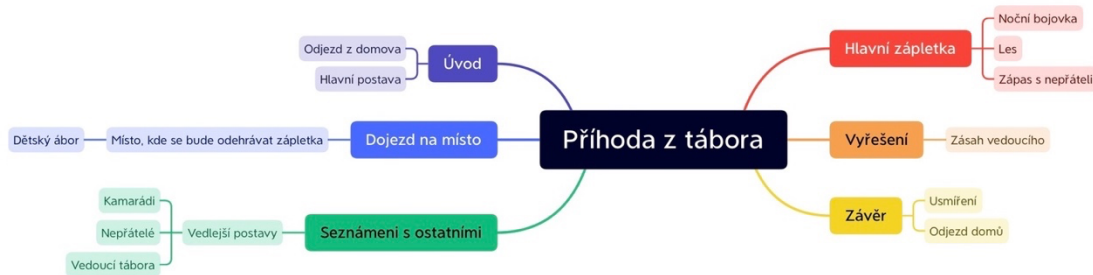 Příhoda z tábora
Úvod
Odjezd z domova
Hlavní postava
Dojezd na místo
Místo, kde se bude odehrávat zápletka
Dětský ábor
Seznámeni s ostatními
Vedlejší postavy
Kamarádi
Nepřátelé
Vedoucí tábora
Hlavní zápletka
Noční bojovka
Les
Zápas s nepřáteli
Vyřešení
Zásah vedoucího
Závěr
Usmíření
Odjezd domů